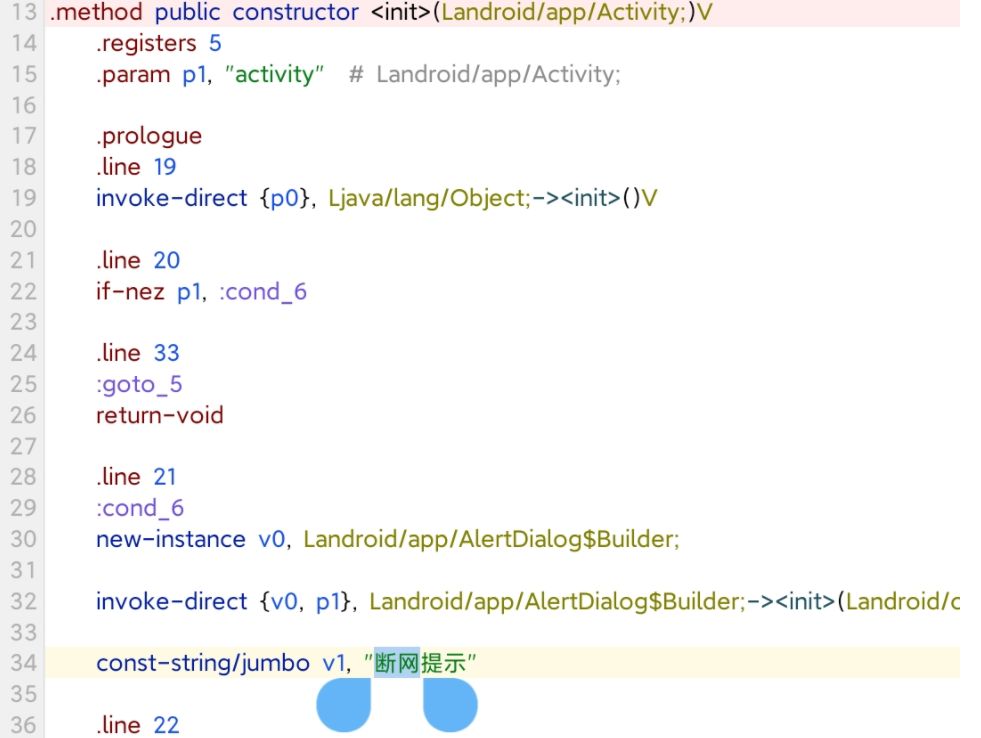 13 .method public constructor <init>(Landroid/app/Activity;)V
14 .registers 5
15 .param p1, "activity" # Landroid/app/Activity;
16
17 .prologue
18 .line 19
19 invoke-direct {p0}, Ljava/lang/Object;-><init>()V
20
21 .line 20
22 if-nez p1, :cond_6
23
24 .line 33
25 :goto_5
26 return-void
27
28 .line 21
29 :cond_6
30 new-instance v0, Landroid/app/AlertDialog$Builder;
31
32 invoke-direct {v0, p1}, Landroid/app/AlertDialog$Builder;-><init>(Landroid/
33
34 const-string/jumbo v1, "断网提示"
35
36 .line 22